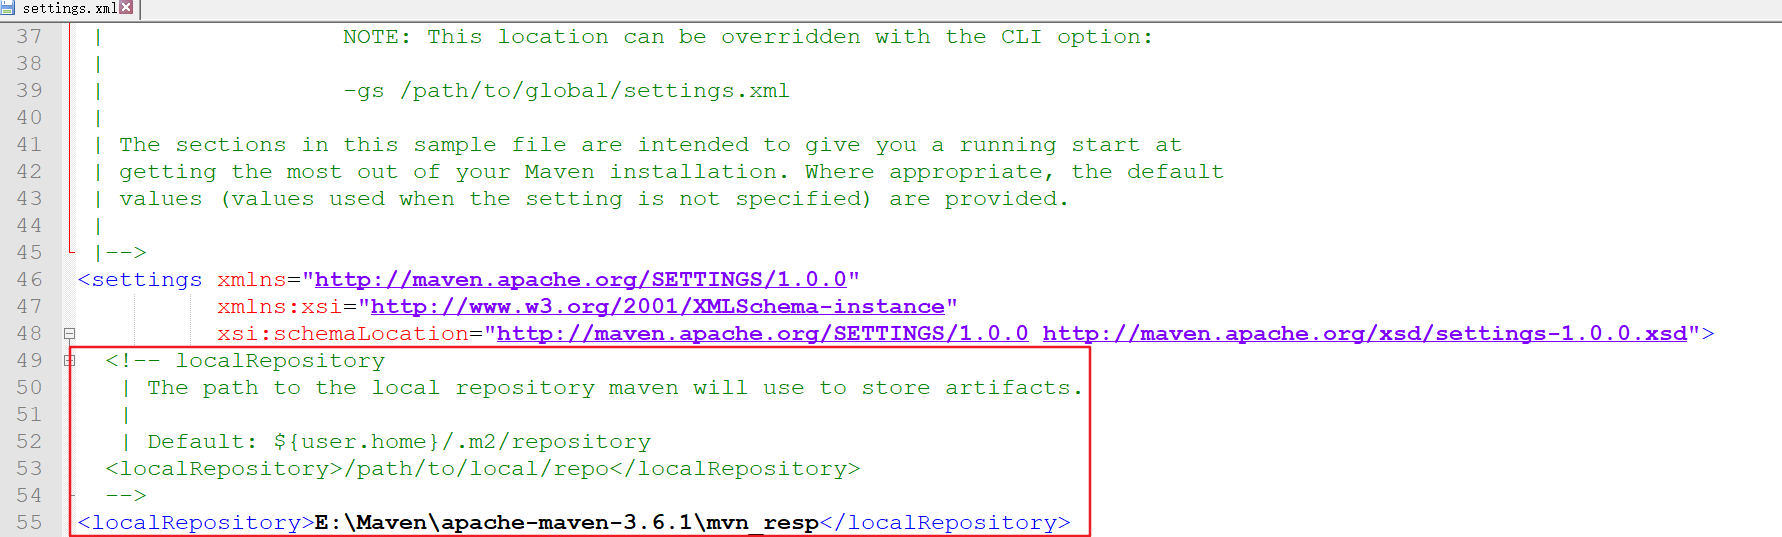 settings.xml
37 | NOTE: This location can be overridden with the CLI option:
38 |
39 | -gs /path/to/global/settings.xml
40 |
41 | The sections in this sample file are intended to give you a running start at
42 | getting the most out of your Maven installation. Where appropriate, the default
43 | values (values used when the setting is not specified) are provided.
44 |
45 |-->
46 <settings xmlns="http://maven.apache.org/SETTINGS/1.0.0"
47 xmlns:xsi="http://www.w3.org/2001/XMLSchema-instance"
48 xsi:schemaLocation="http://maven.apache.org/SETTINGS/1.0.0 http://maven.apache.org/xsd/settings-1.0.0.xsd">
49 <!-- localRepository
50 | The path to the local repository maven will use to store artifacts.
51 |
52 | Default: ${user.home}/.m2/repository
53 <localRepository>/path/to/local/repo</localRepository>
54 -->
55 <localRepository>E:\Maven\apache-maven-3.6.1\mvn_resp</localRepository>